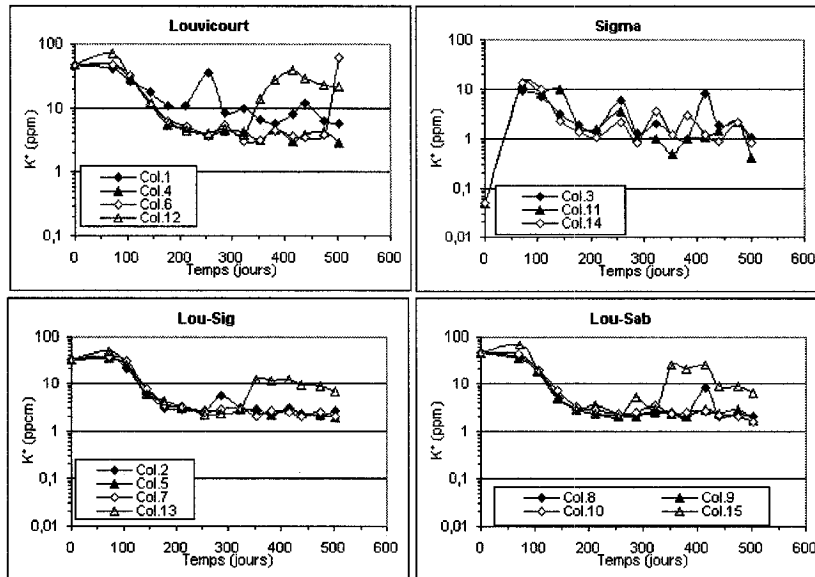 Louvicourt
K⁺ (ppm)
100
10
1
0,1
Col.1
Col.4
Col.6
Col.12
0 100 200 300 400 500 600
Temps (jours)
Sigma
K⁺ (ppm)
100
10
1
0,1
0,01
Col.3
Col.11
Col.14
0 100 200 300 400 500 600
Temps (jours)
Lou-Sig
K⁺ (ppcm)
100
10
1
0,1
0,01
Col.2
Col.5
Col.7
Col.13
0 100 200 300 400 500 600
Temps (jours)
Lou-Sab
K⁺ (ppm)
100
10
1
0,1
0,01
Col.8 Col.9
Col.10 Col.15
0 100 200 300 400 500 600
Temps (jours)